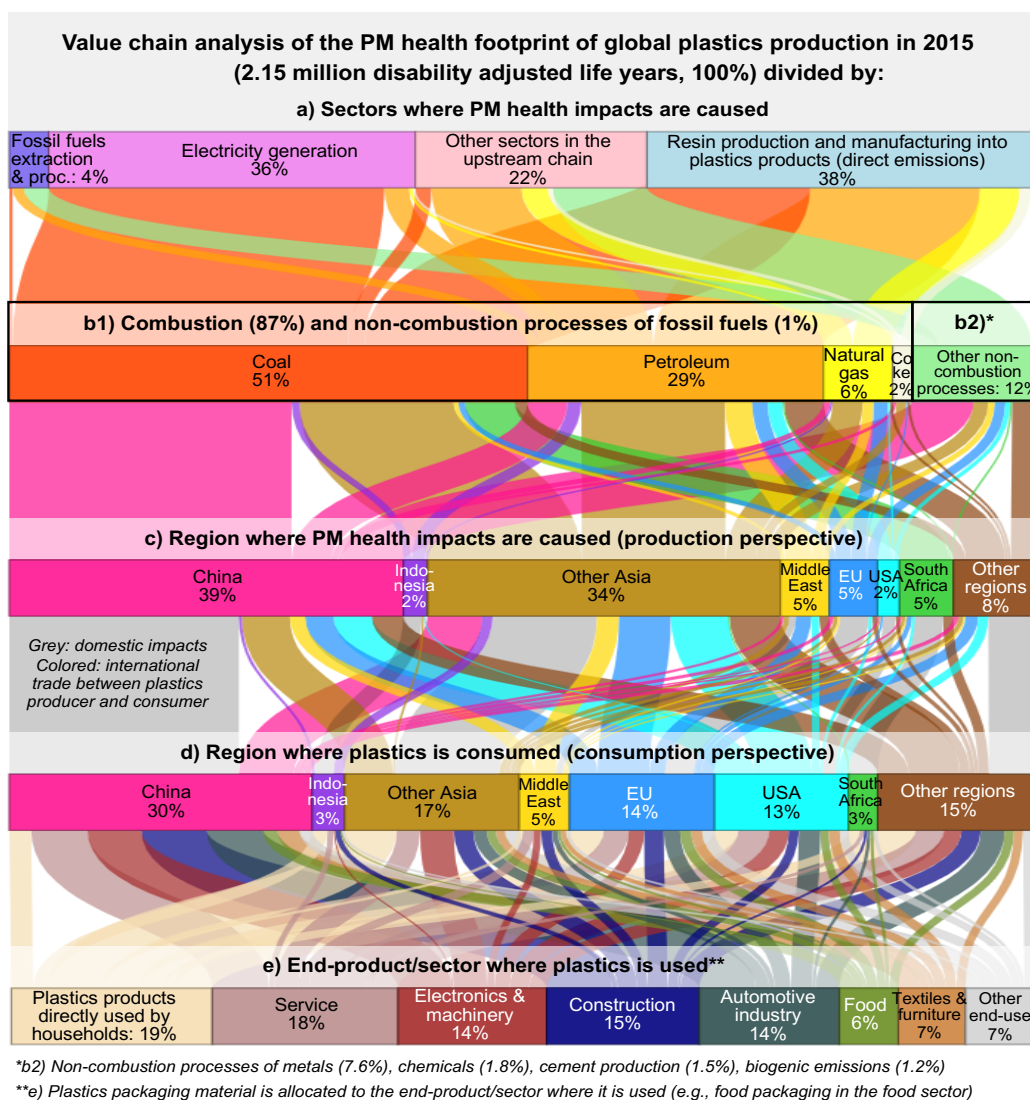 Value chain analysis of the PM health footprint of global plastics production in 2015
(2.15 million disability adjusted life years, 100%) divided by:
a) Sectors where PM health impacts are caused
Fossil fuels
extraction
& proc.: 4%
Electricity generation
36%
Other sectors in the
upstream chain
22%
Resin production and manufacturing into
plastics products (direct emissions)
38%
b1) Combustion (87%) and non-combustion processes of fossil fuels (1%)
b2)*
Coal
51%
Petroleum
29%
Natural
gas
6%
Co
ke
2%
Other non-
combustion
processes: 12%
c) Region where PM health impacts are caused (production perspective)
China
39%
Indo-
nesia
2%
Other Asia
34%
Middle
East
5%
EU
5%
USA
2%
South
Africa
5%
Other
regions
8%
Grey: domestic impacts
Colored: international
trade between plastics
producer and consumer
d) Region where plastics is consumed (consumption perspective)
China
30%
Indo-
nesia
3%
Other Asia
17%
Middle
East
5%
EU
14%
USA
13%
South
Africa
3%
Other regions
15%
e) End-product/sector where plastics is used**
Plastics products
directly used by
households: 19%
Service
18%
Electronics &
machinery
14%
Construction
15%
Automotive
industry
14%
Food
6%
Textiles &
furniture
7%
Other
end-use
7%
*b2) Non-combustion processes of metals (7.6%), chemicals (1.8%), cement production (1.5%), biogenic emissions (1.2%)
**e) Plastics packaging material is allocated to the end-product/sector where it is used (e.g., food packaging in the food sector)